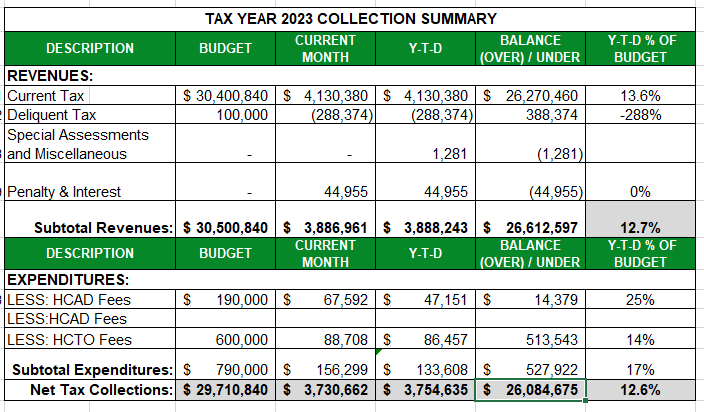 TAX YEAR 2023 COLLECTION SUMMARY
DESCRIPTION BUDGET CURRENT MONTH Y-T-D BALANCE (OVER) / UNDER Y-T-D % OF BUDGET
REVENUES:
Current Tax $ 30,400,840 $ 4,130,380 $ 4,130,380 $ 26,270,460 13.6%
Deliquent Tax 100,000 (288,374) (288,374) 388,374 -288%
Special Assessments
and Miscellaneous - - 1,281 (1,281)
Penalty & Interest - 44,955 44,955 (44,955) 0%
Subtotal Revenues: $ 30,500,840 $ 3,886,961 $ 3,888,243 $ 26,612,597 12.7%
DESCRIPTION BUDGET CURRENT MONTH Y-T-D BALANCE (OVER) / UNDER Y-T-D % OF BUDGET
EXPENDITURES:
LESS: HCAD Fees $ 190,000 $ 67,592 $ 47,151 $ 14,379 25%
LESS:HCAD Fees
LESS: HCTO Fees 600,000 88,708 $ 86,457 513,543 14%
Subtotal Expenditures: $ 790,000 $ 156,299 $ 133,608 $ 527,922 17%
Net Tax Collections: $ 29,710,840 $ 3,730,662 $ 3,754,635 $ 26,084,675 12.6%